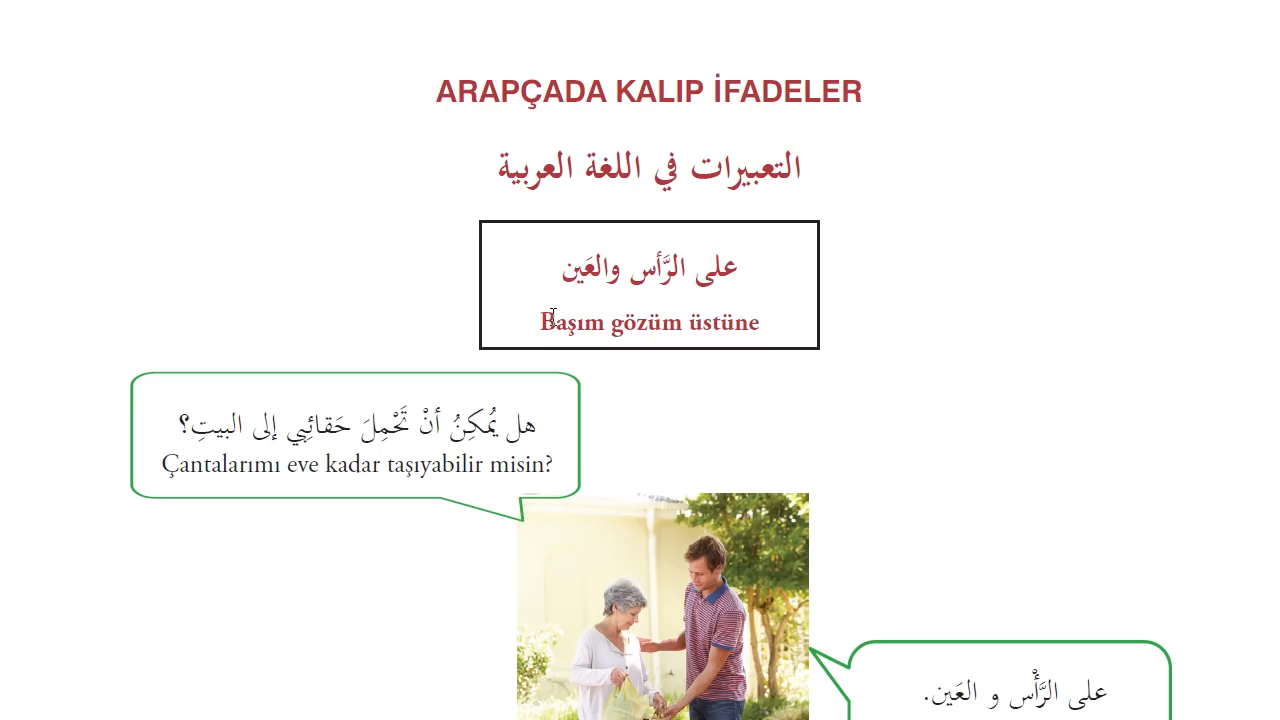 ARAPÇADA KALIP İFADELER
التعبيرات في اللغة العربية
على الرَّأس والعَين
Başım gözüm üstüne
هل يُمكِنُ أنْ تَحْمِلَ حَقائِبِي إلى البيتِ؟
Çantalarımı eve kadar taşıyabilir misin?
على الرَّأْس و العَين.